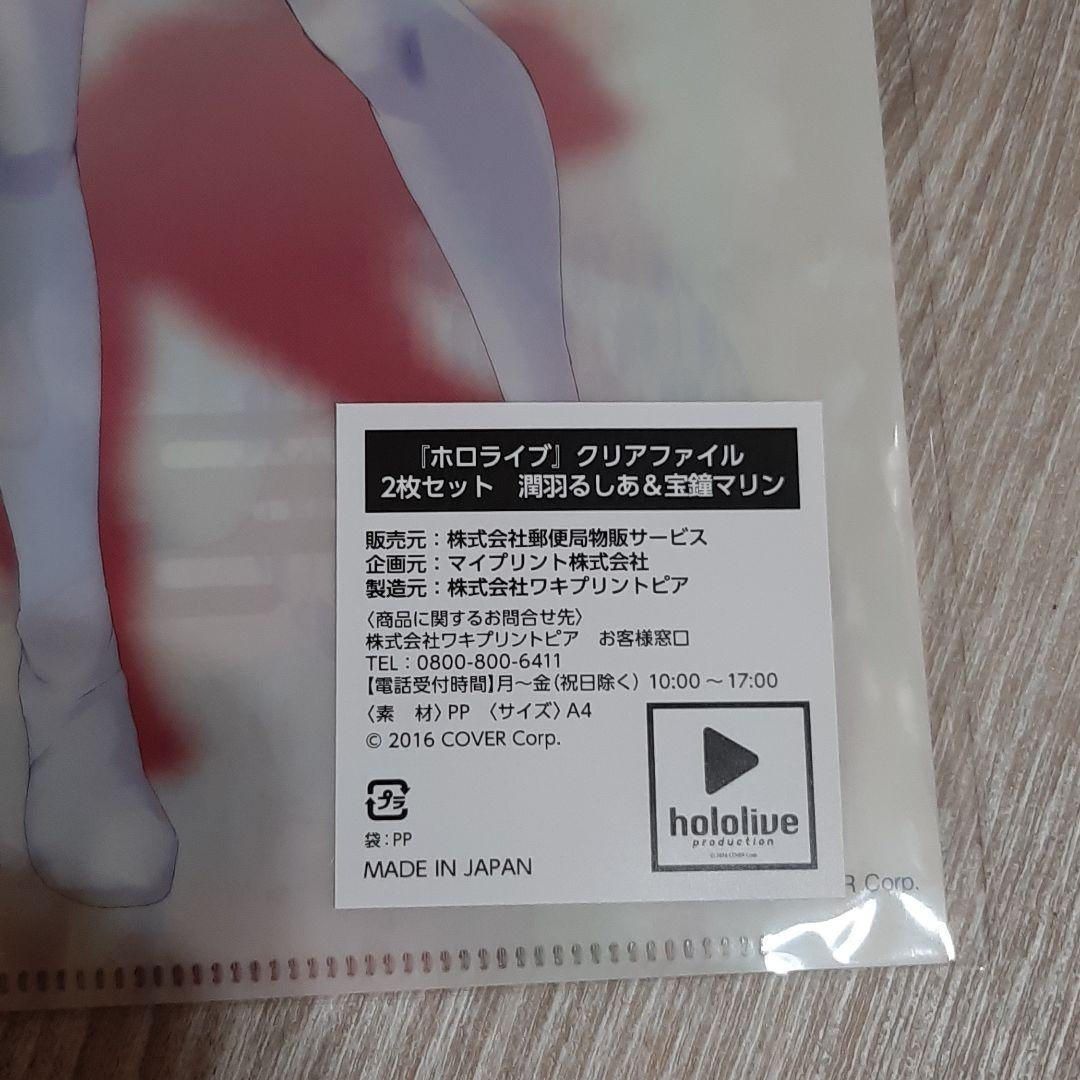 『ホロライブ』クリアファイル
2枚セット　潤羽るしあ＆宝鐘マリン
販売元：株式会社郵便局物販サービス
企画元：マイプリント株式会社
製造元：株式会社ワキプリントピア
〈商品に関するお問合せ先〉
株式会社ワキプリントピア　お客様窓口
TEL：0800-800-6411
【電話受付時間】月～金（祝日除く） 10:00～17:00
〈素　材〉PP 〈サイズ〉A4
© 2016 COVER Corp.
プラ
袋：PP
MADE IN JAPAN
hololive
production
© 2016 COVER Corp.
R Corp.